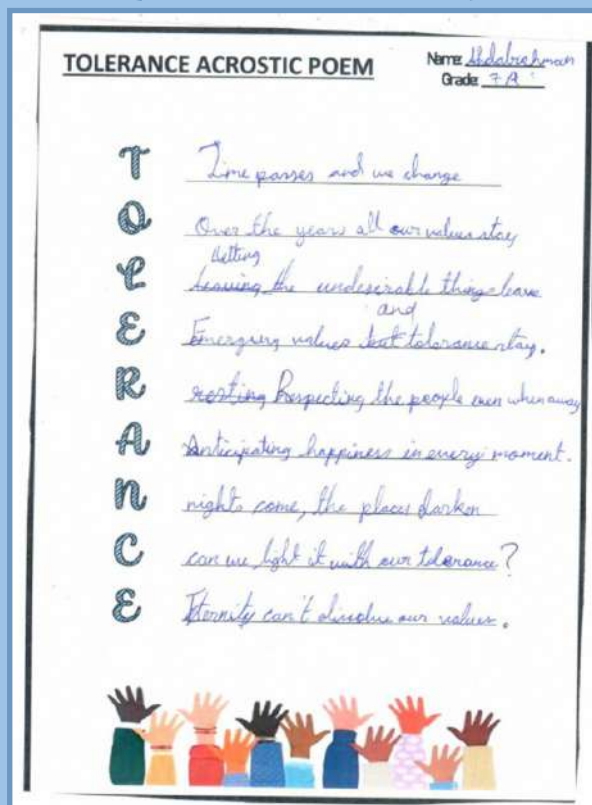 TOLERANCE ACROSTIC POEM
Name: Abdalrahman
Grade: 7A
T Time passes and we change
O Over the years all our values stay
letting
L Leaving the undesirable things leave
and
E Emerging values but tolerance stay.
R resting Respecting the people even when away
A Anticipating happiness in every moment.
N nights come, the places darken
C can we light it with our tolerance?
E Eternity can't dissolve our values.